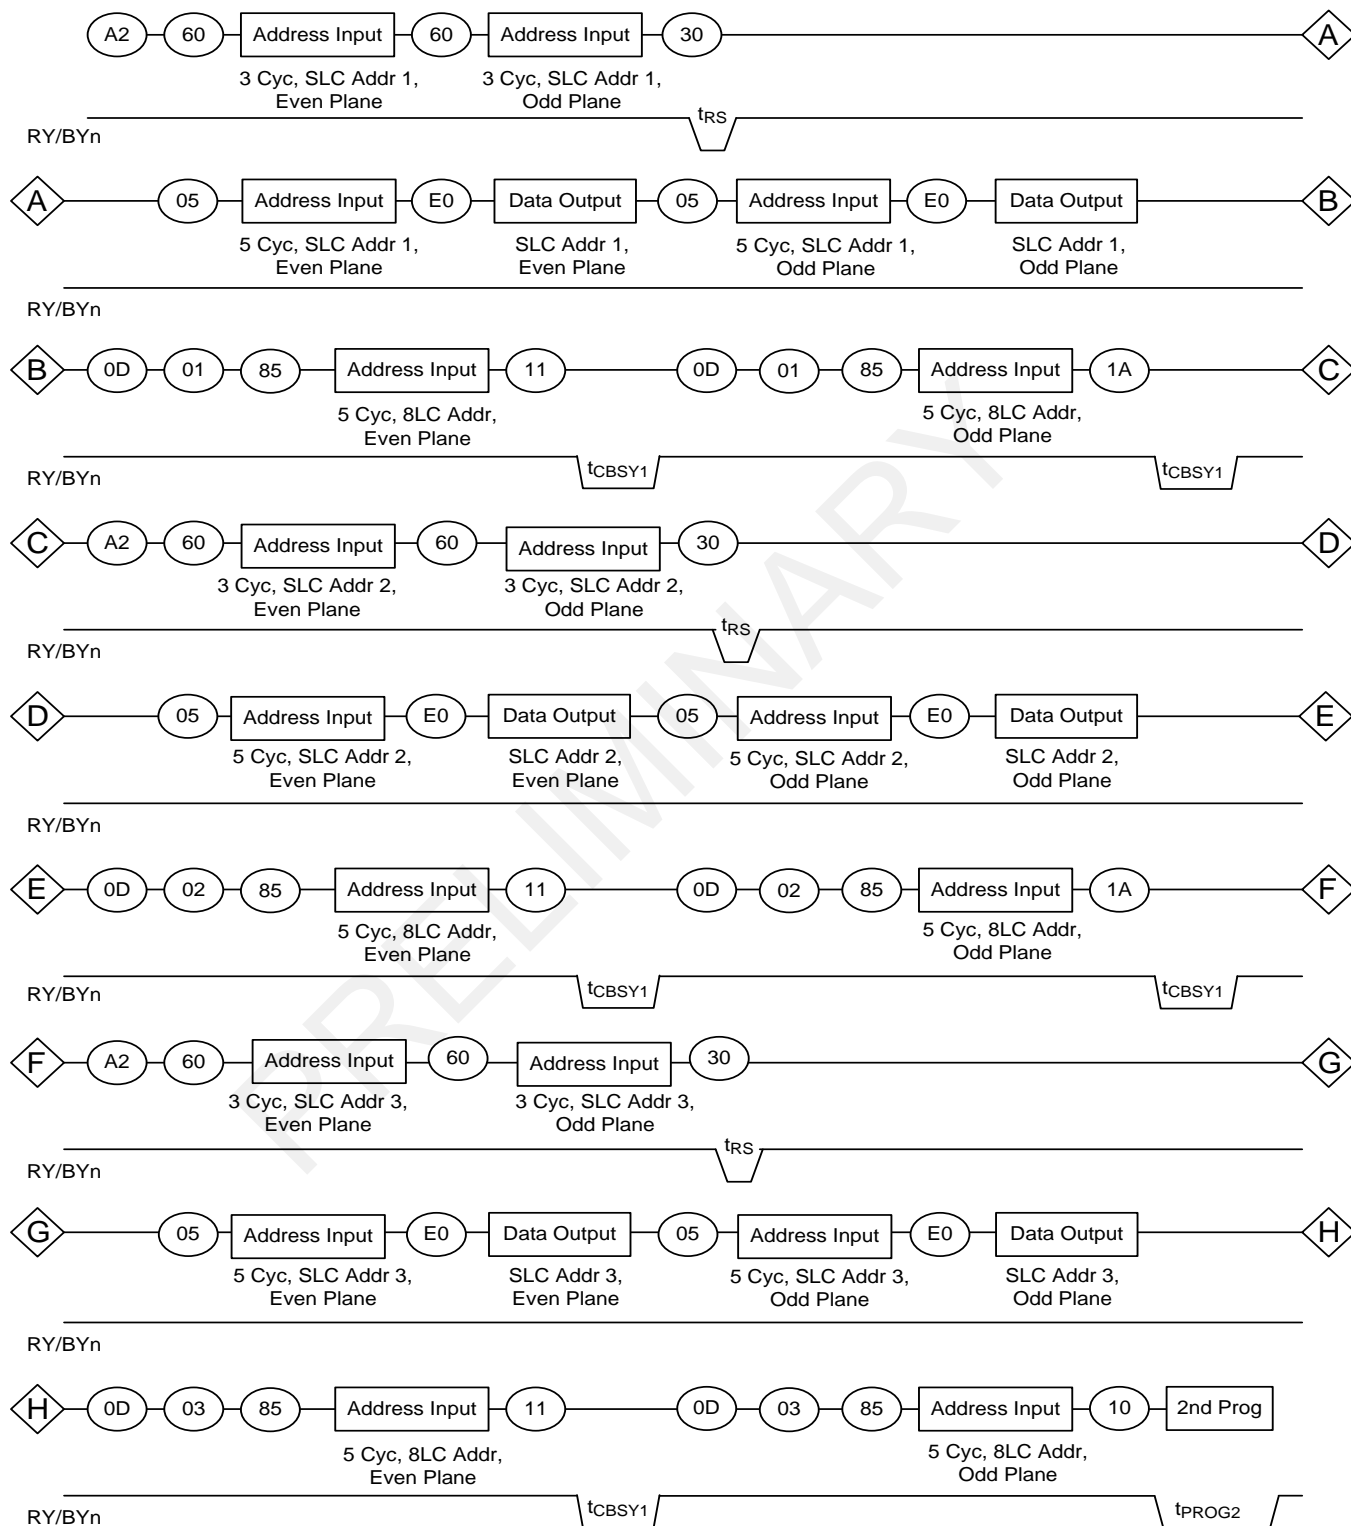 A2 60 Address Input 60 Address Input 30 A
3 Cyc, SLC Addr 1, 3 Cyc, SLC Addr 1,
Even Plane Odd Plane
tRS
RY/BYn
A 05 Address Input E0 Data Output 05 Address Input E0 Data Output B
5 Cyc, SLC Addr 1, SLC Addr 1, 5 Cyc, SLC Addr 1, SLC Addr 1,
Even Plane Even Plane Odd Plane Odd Plane
RY/BYn
B 0D 01 85 Address Input 11 0D 01 85 Address Input 1A C
5 Cyc, 8LC Addr, 5 Cyc, 8LC Addr,
Even Plane Odd Plane
tCBSY1 tCBSY1
RY/BYn
C A2 60 Address Input 60 Address Input 30 D
3 Cyc, SLC Addr 2, 3 Cyc, SLC Addr 2,
Even Plane Odd Plane
tRS
RY/BYn
D 05 Address Input E0 Data Output 05 Address Input E0 Data Output E
5 Cyc, SLC Addr 2, SLC Addr 2, 5 Cyc, SLC Addr 2, SLC Addr 2,
Even Plane Even Plane Odd Plane Odd Plane
RY/BYn
E 0D 02 85 Address Input 11 0D 02 85 Address Input 1A F
5 Cyc, 8LC Addr, 5 Cyc, 8LC Addr,
Even Plane Odd Plane
tCBSY1 tCBSY1
RY/BYn
F A2 60 Address Input 60 Address Input 30 G
3 Cyc, SLC Addr 3, 3 Cyc, SLC Addr 3,
Even Plane Odd Plane
tRS
RY/BYn
G 05 Address Input E0 Data Output 05 Address Input E0 Data Output H
5 Cyc, SLC Addr 3, SLC Addr 3, 5 Cyc, SLC Addr 3, SLC Addr 3,
Even Plane Even Plane Odd Plane Odd Plane
RY/BYn
H 0D 03 85 Address Input 11 0D 03 85 Address Input 10 2nd Prog
5 Cyc, 8LC Addr, 5 Cyc, 8LC Addr,
Even Plane Odd Plane
tCBSY1 tPROG2
RY/BYn
PRELIMINARY